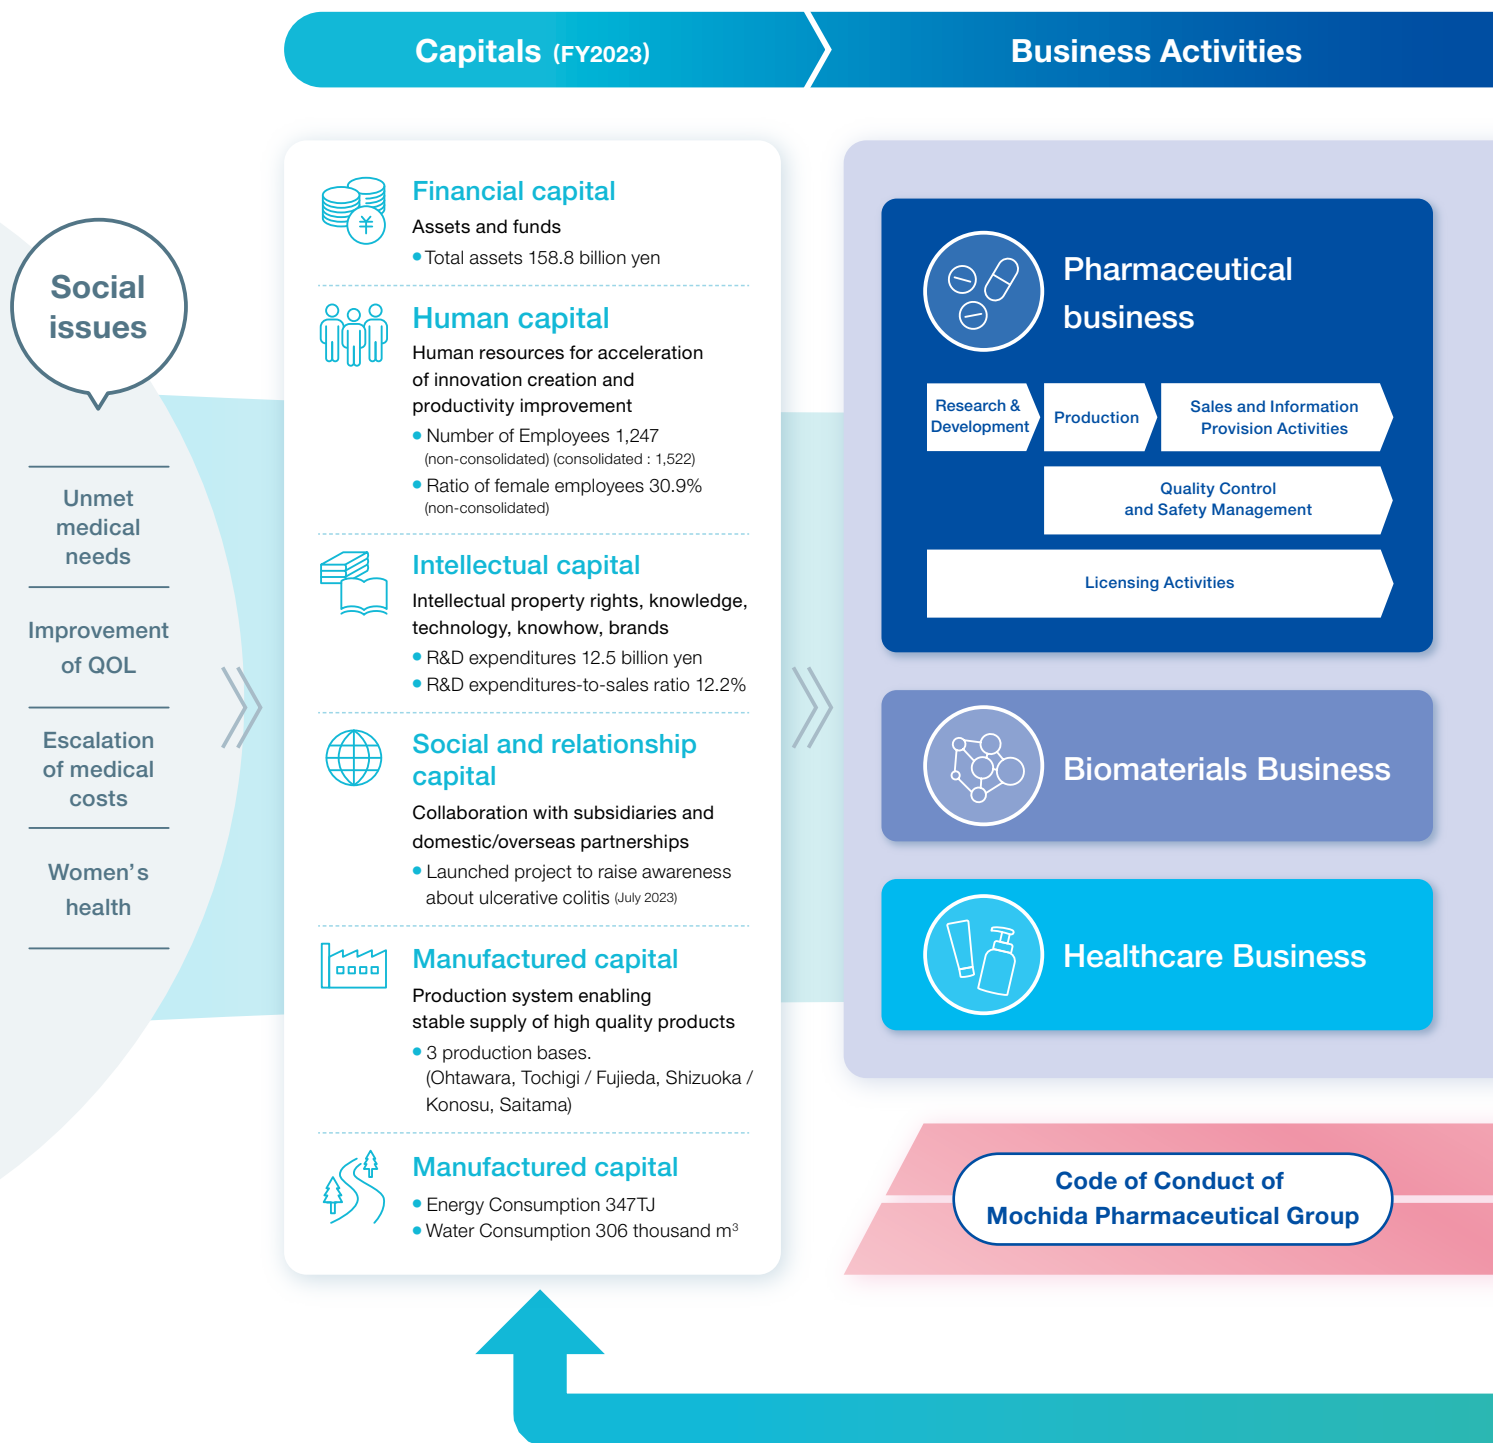 Capitals (FY2023)
Business Activities
Social
issues
Unmet
medical
needs
Improvement
of QOL
Escalation
of medical
costs
Women's
health
Financial capital
Assets and funds
• Total assets 158.8 billion yen
Human capital
Human resources for acceleration
of innovation creation and
productivity improvement
• Number of Employees 1,247
(non-consolidated) (consolidated : 1,522)
• Ratio of female employees 30.9%
(non-consolidated)
Intellectual capital
Intellectual property rights, knowledge,
technology, knowhow, brands
• R&D expenditures 12.5 billion yen
• R&D expenditures-to-sales ratio 12.2%
Social and relationship
capital
Collaboration with subsidiaries and
domestic/overseas partnerships
• Launched project to raise awareness
about ulcerative colitis (July 2023)
Manufactured capital
Production system enabling
stable supply of high quality products
• 3 production bases.
(Ohtawara, Tochigi / Fujieda, Shizuoka /
Konosu, Saitama)
Manufactured capital
• Energy Consumption 347TJ
• Water Consumption 306 thousand m³
Pharmaceutical
business
Research &
Development
Production
Sales and Information
Provision Activities
Quality Control
and Safety Management
Licensing Activities
Biomaterials Business
Healthcare Business
Code of Conduct of
Mochida Pharmaceutical Group